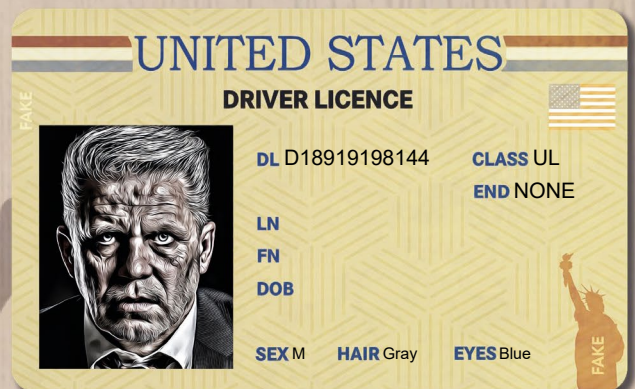 UNITED STATES
DRIVER LICENCE
FAKE
DL D18919198144 CLASS UL
END NONE
LN
FN
DOB
SEX M HAIR Gray EYES Blue
FAKE